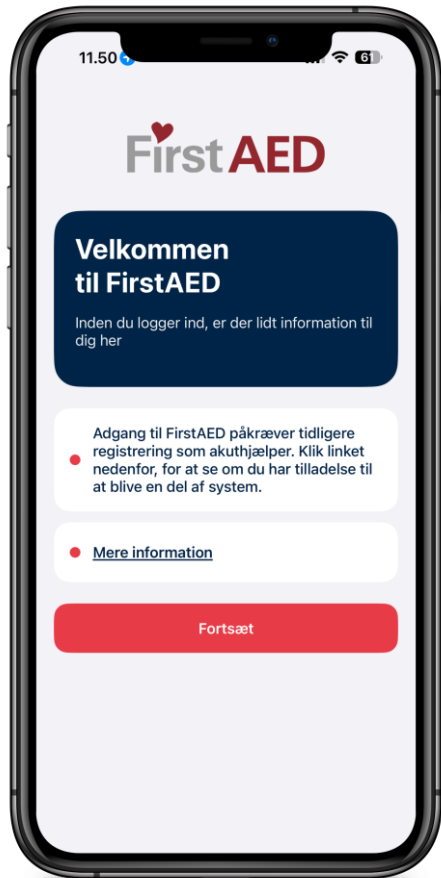 11.50
61
First AED
Velkommen
til FirstAED
Inden du logger ind, er der lidt information til
dig her
Adgang til FirstAED påkræver tidligere
registrering som akuthjælper. Klik linket
nedenfor, for at se om du har tilladelse til
at blive en del af system.
Mere information
Fortsæt